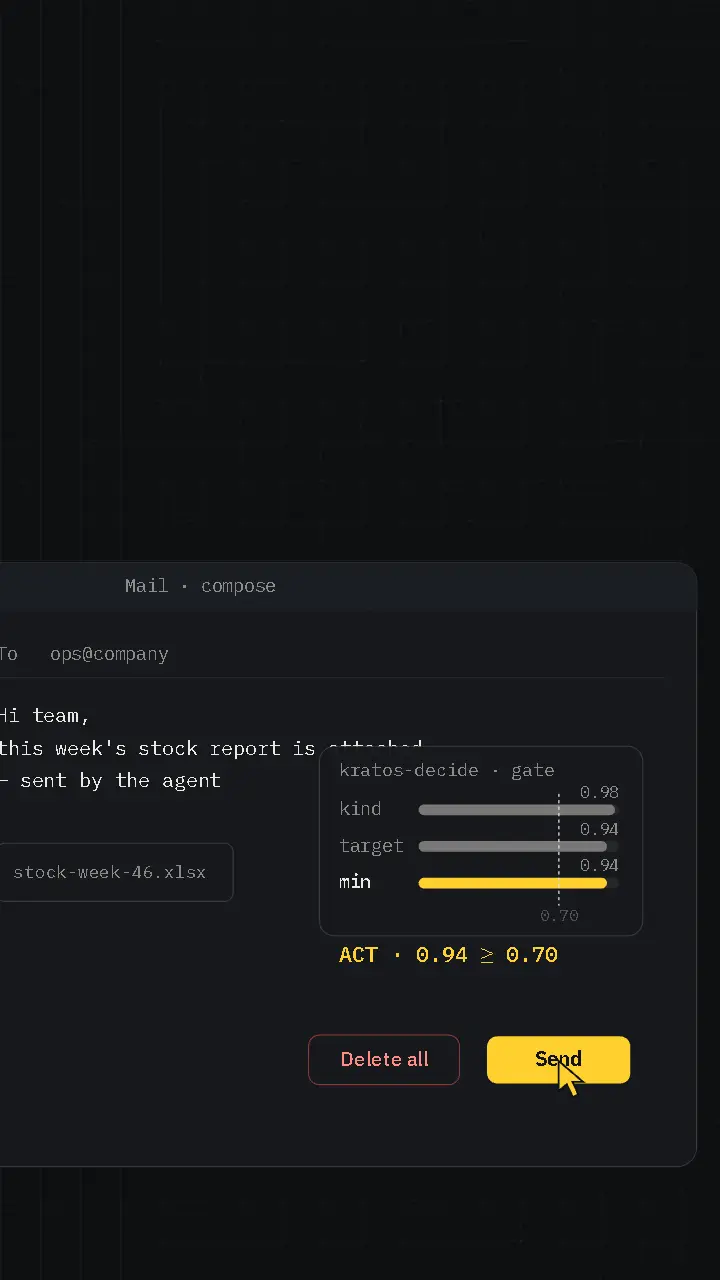 Mail · compose
To ops@company
Hi team,
this week's stock report is attached
— sent by the agent
stock-week-46.xlsx
kratos-decide · gate
kind 0.98
target 0.94
min 0.94
0.70
ACT · 0.94 ≥ 0.70
Delete all
Send